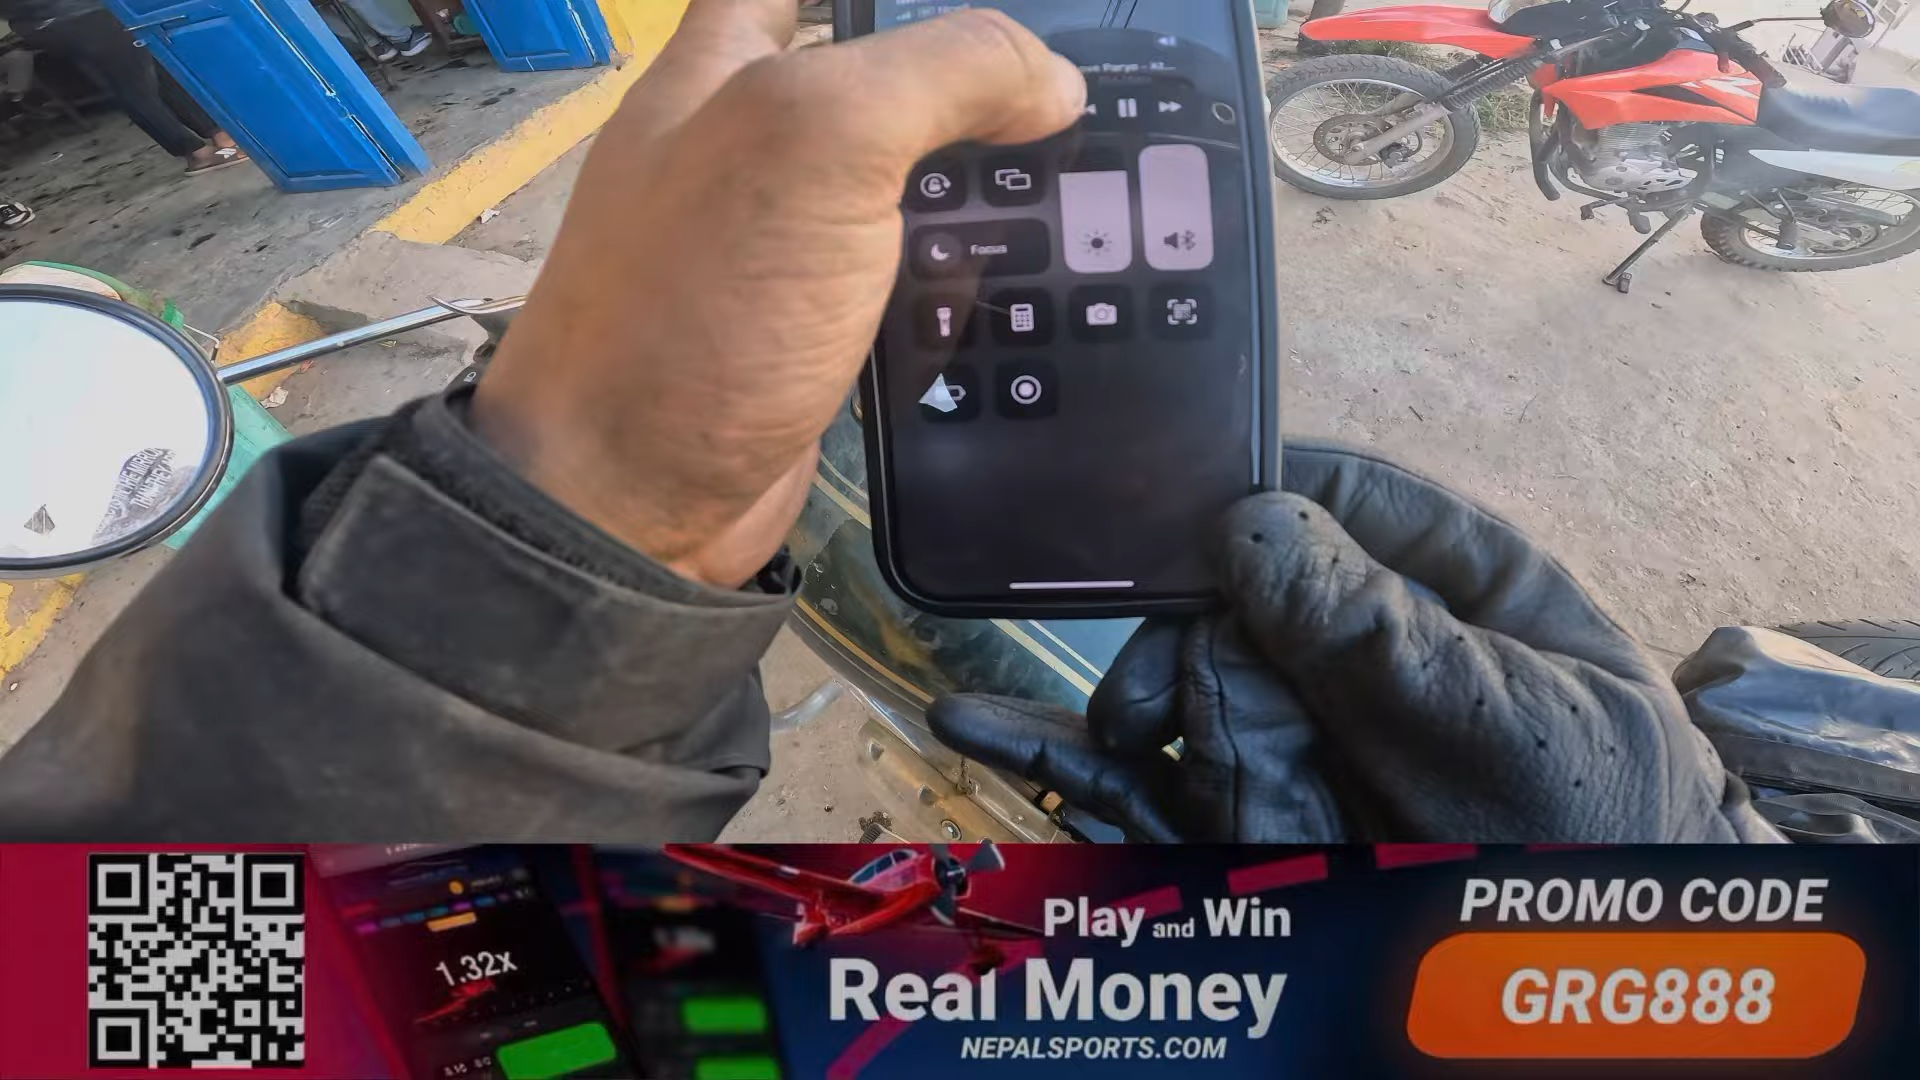 Focus
1.32x
Play and Win
Real Money
NEPALSPORTS.COM
PROMO CODE
GRG888